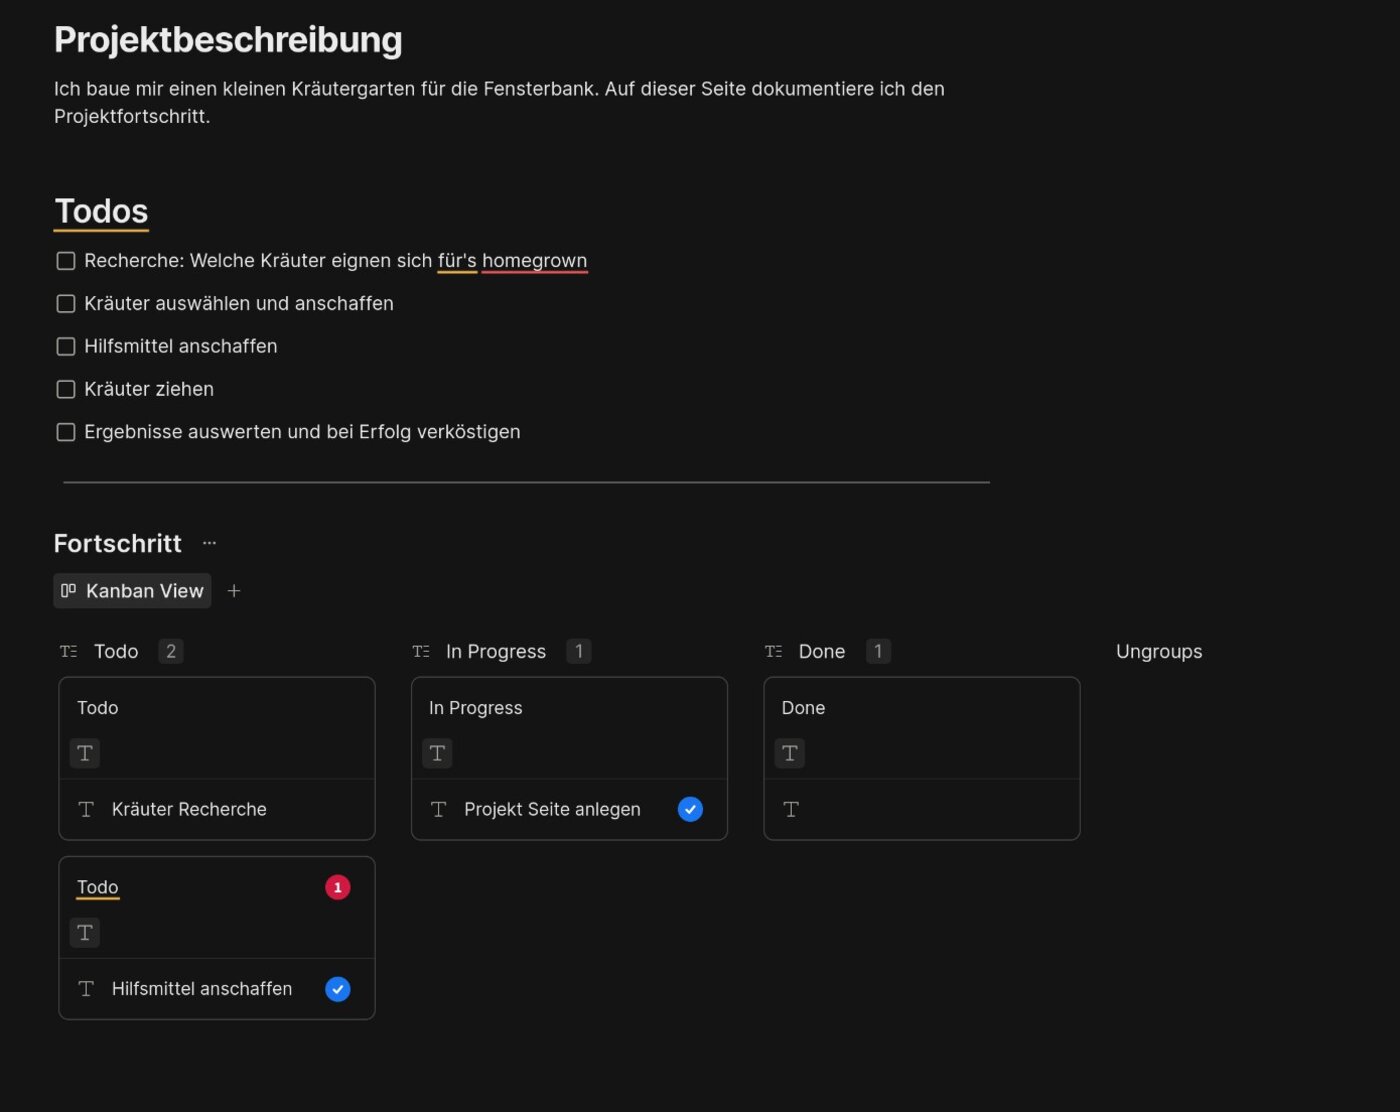 Projektbeschreibung
Ich baue mir einen kleinen Kräutergarten für die Fensterbank. Auf dieser Seite dokumentiere ich den
Projektfortschritt.
Todos
Recherche: Welche Kräuter eignen sich für's homegrown
Kräuter auswählen und anschaffen
Hilfsmittel anschaffen
Kräuter ziehen
Ergebnisse auswerten und bei Erfolg verköstigen
Fortschritt ...
Kanban View +
Todo 2
In Progress 1
Done 1
Ungroups
Todo
Kräuter Recherche
Todo 1
Hilfsmittel anschaffen
In Progress
Projekt Seite anlegen
Done